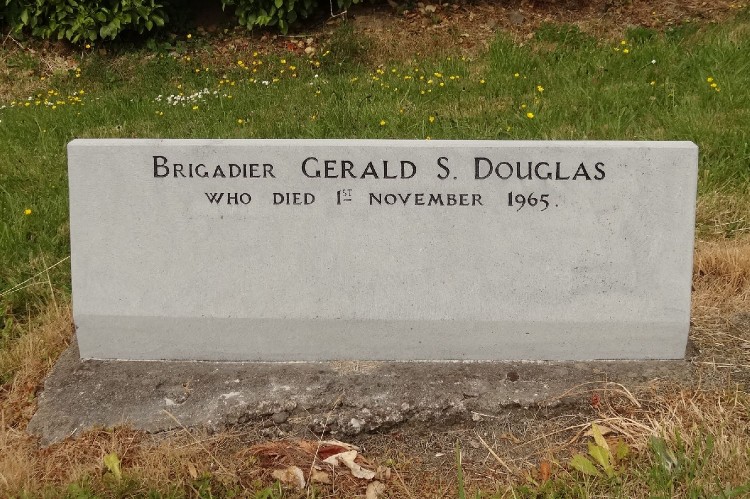 Brigadier GERALD S. DOUGLAS
WHO DIED 1ST NOVEMBER 1965.